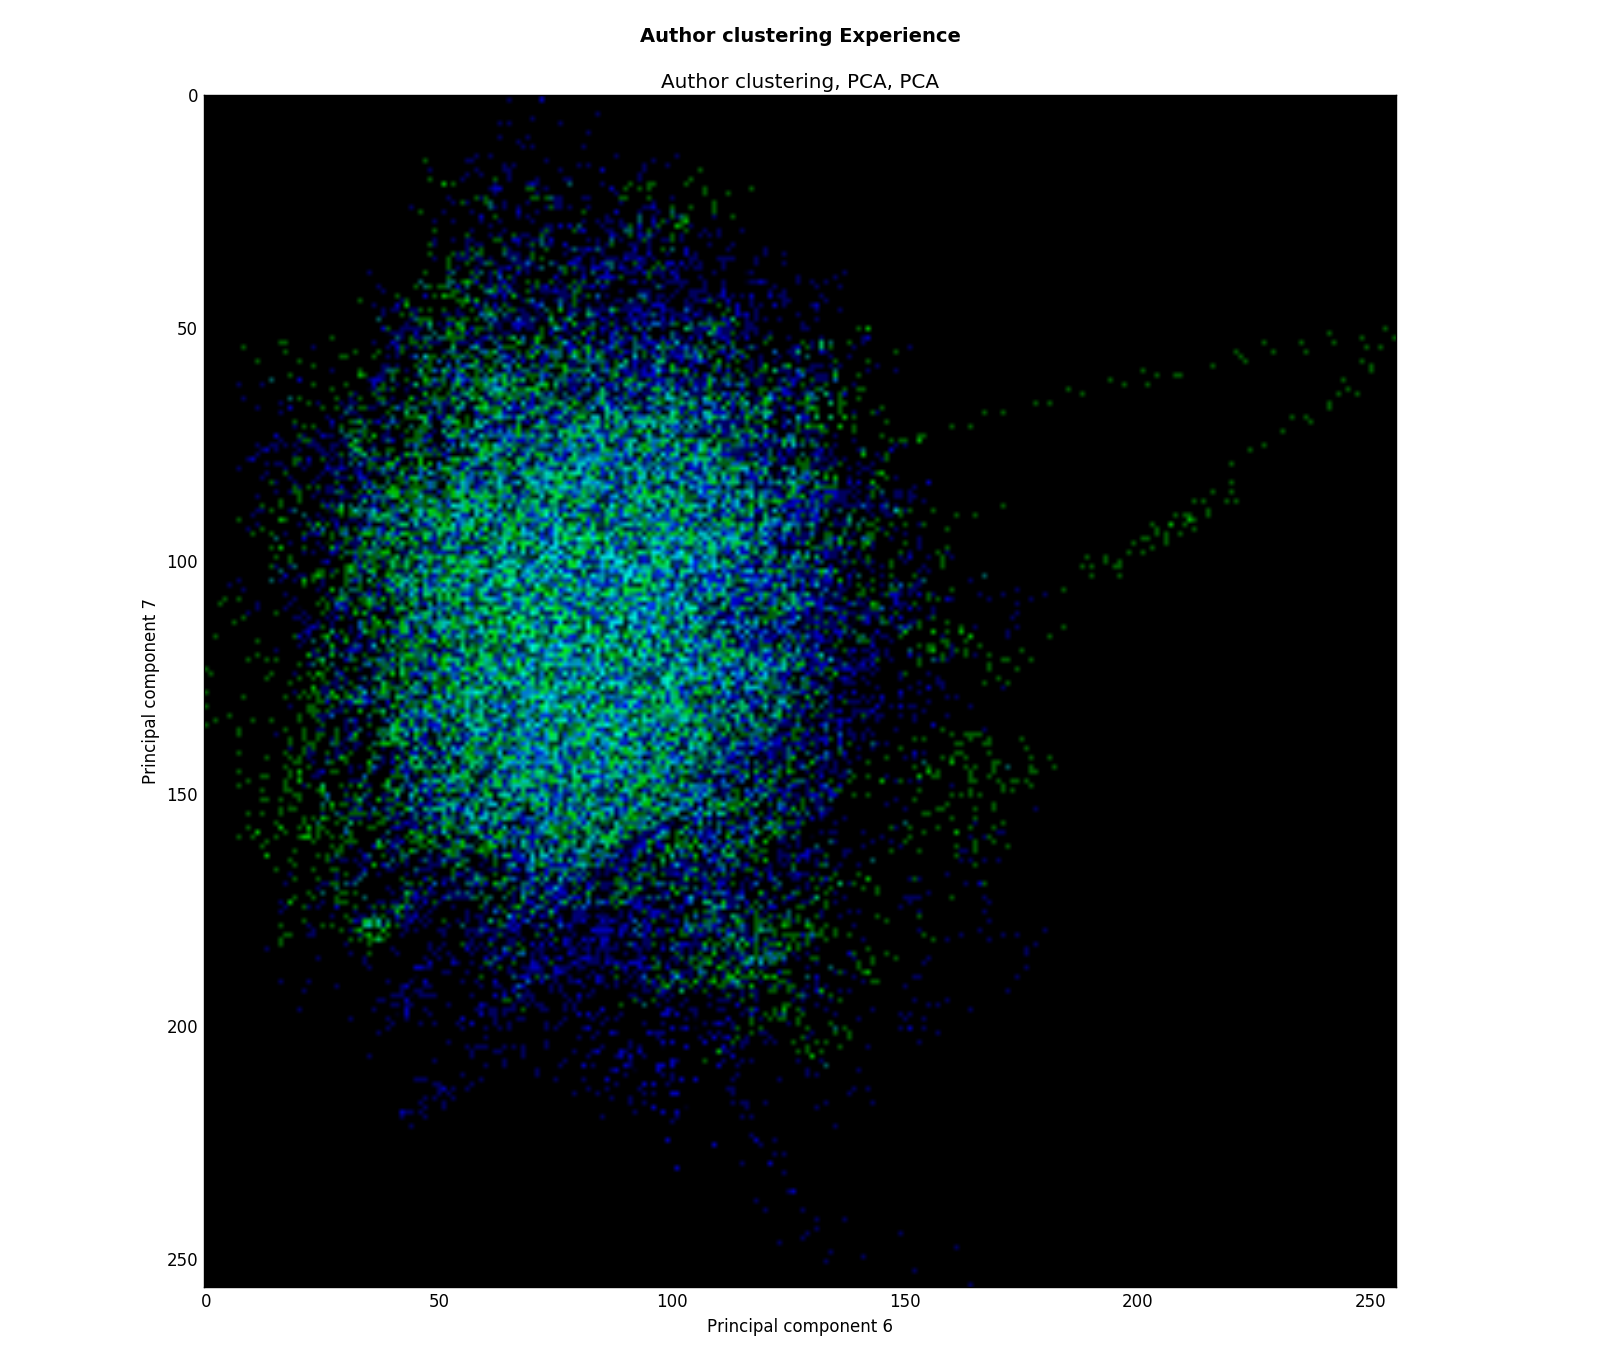 Author clustering Experience
Author clustering, PCA, PCA
0
50
100
150
200
250
Principal component 7
0 50 100 150 200 250
Principal component 6